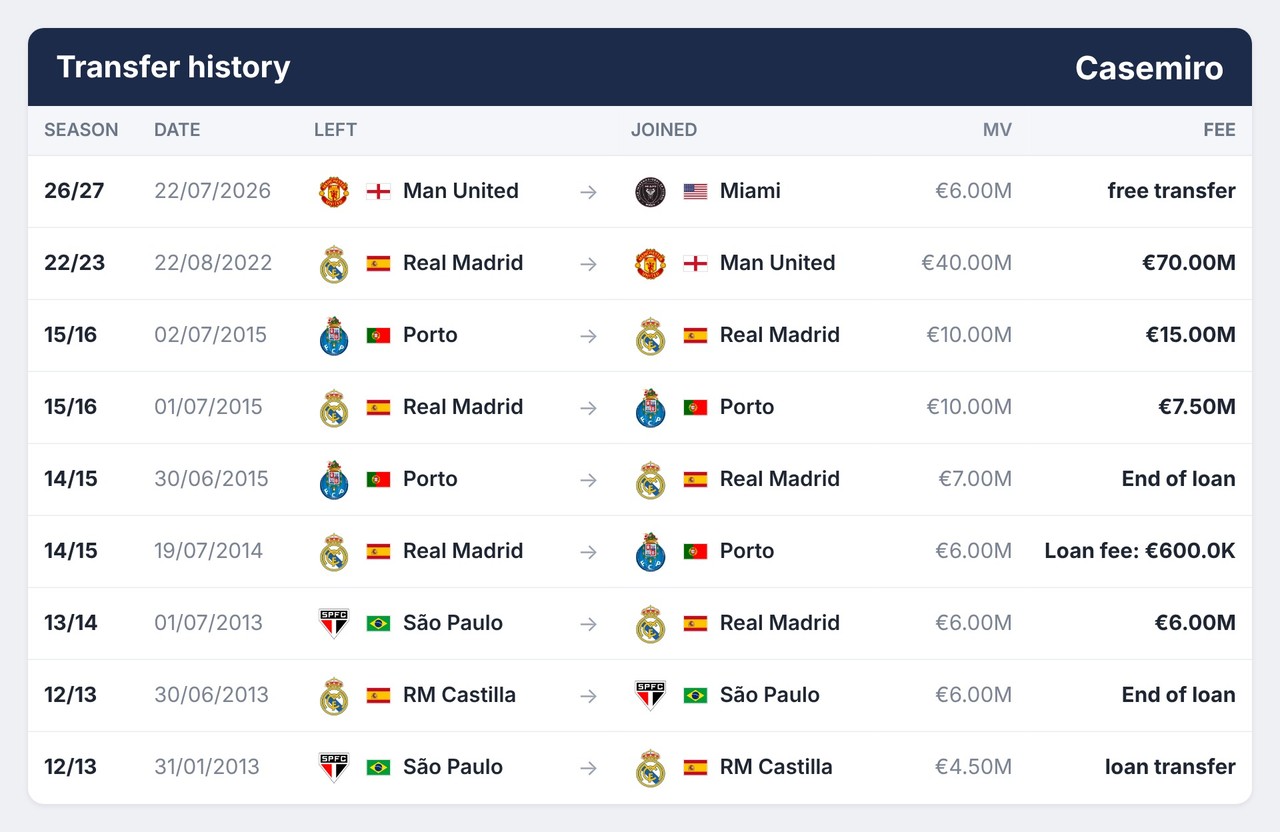 Transfer history Casemiro
SEASON DATE LEFT JOINED MV FEE
26/27 22/07/2026 Man United → Miami €6.00M free transfer
22/23 22/08/2022 Real Madrid → Man United €40.00M €70.00M
15/16 02/07/2015 Porto → Real Madrid €10.00M €15.00M
15/16 01/07/2015 Real Madrid → Porto €10.00M €7.50M
14/15 30/06/2015 Porto → Real Madrid €7.00M End of loan
14/15 19/07/2014 Real Madrid → Porto €6.00M Loan fee: €600.0K
13/14 01/07/2013 SPFC São Paulo → Real Madrid €6.00M €6.00M
12/13 30/06/2013 RM Castilla → SPFC São Paulo €6.00M End of loan
12/13 31/01/2013 SPFC São Paulo → RM Castilla €4.50M loan transfer